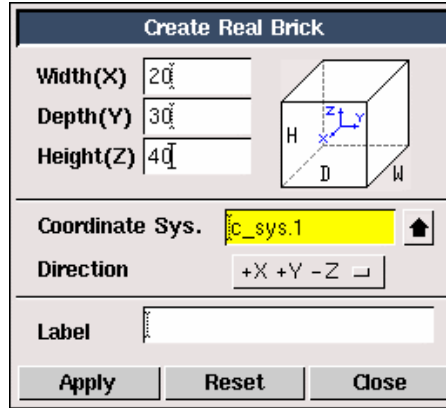 Create Real Brick
Width(X) 20
Depth(Y) 30
Height(Z) 40
Z Y
X
H
D W
Coordinate Sys. c_sys.1
Direction +X +Y -Z
Label
Apply Reset Close